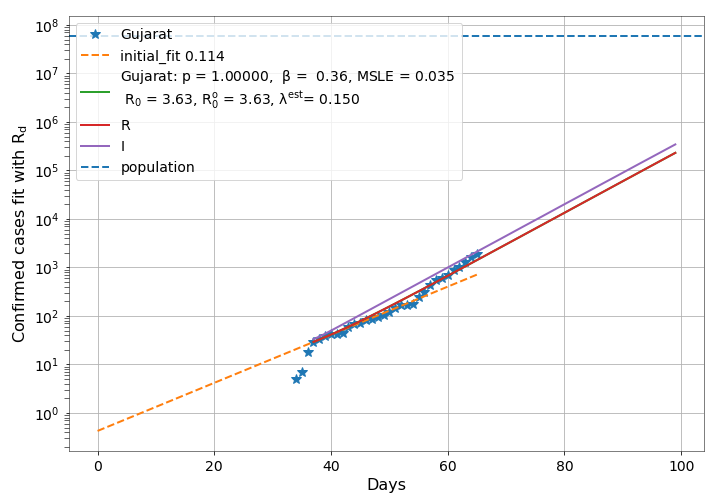 Gujarat
initial_fit 0.114
Gujarat: p = 1.00000, β = 0.36, MSLE = 0.035
R₀ = 3.63, R₀ᵒ = 3.63, λᵉˢᵗ= 0.150
R
I
population
Confirmed cases fit with R_d
10⁸
10⁷
10⁶
10⁵
10⁴
10³
10²
10¹
10⁰
0 20 40 60 80 100
Days